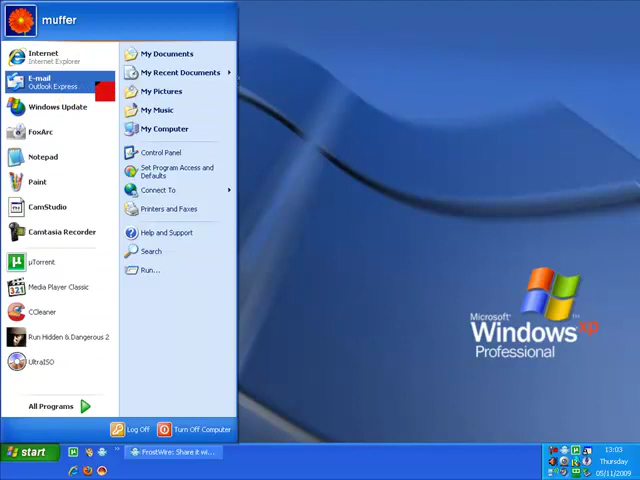 muffer
Internet
Internet Explorer
E-mail
Outlook Express
Windows Update
FoxArc
Notepad
Paint
CamStudio
Camtasia Recorder
µTorrent
Media Player Classic
CCleaner
Run Hidden & Dangerous 2
UltraISO
All Programs
My Documents
My Recent Documents
My Pictures
My Music
My Computer
Control Panel
Set Program Access and
Defaults
Connect To
Printers and Faxes
Help and Support
Search
Run...
Log Off
Turn Off Computer
Microsoft®
Windows xp
Professional
start
FrostWire: Share it wi...
13:03
Thursday
05/11/2009